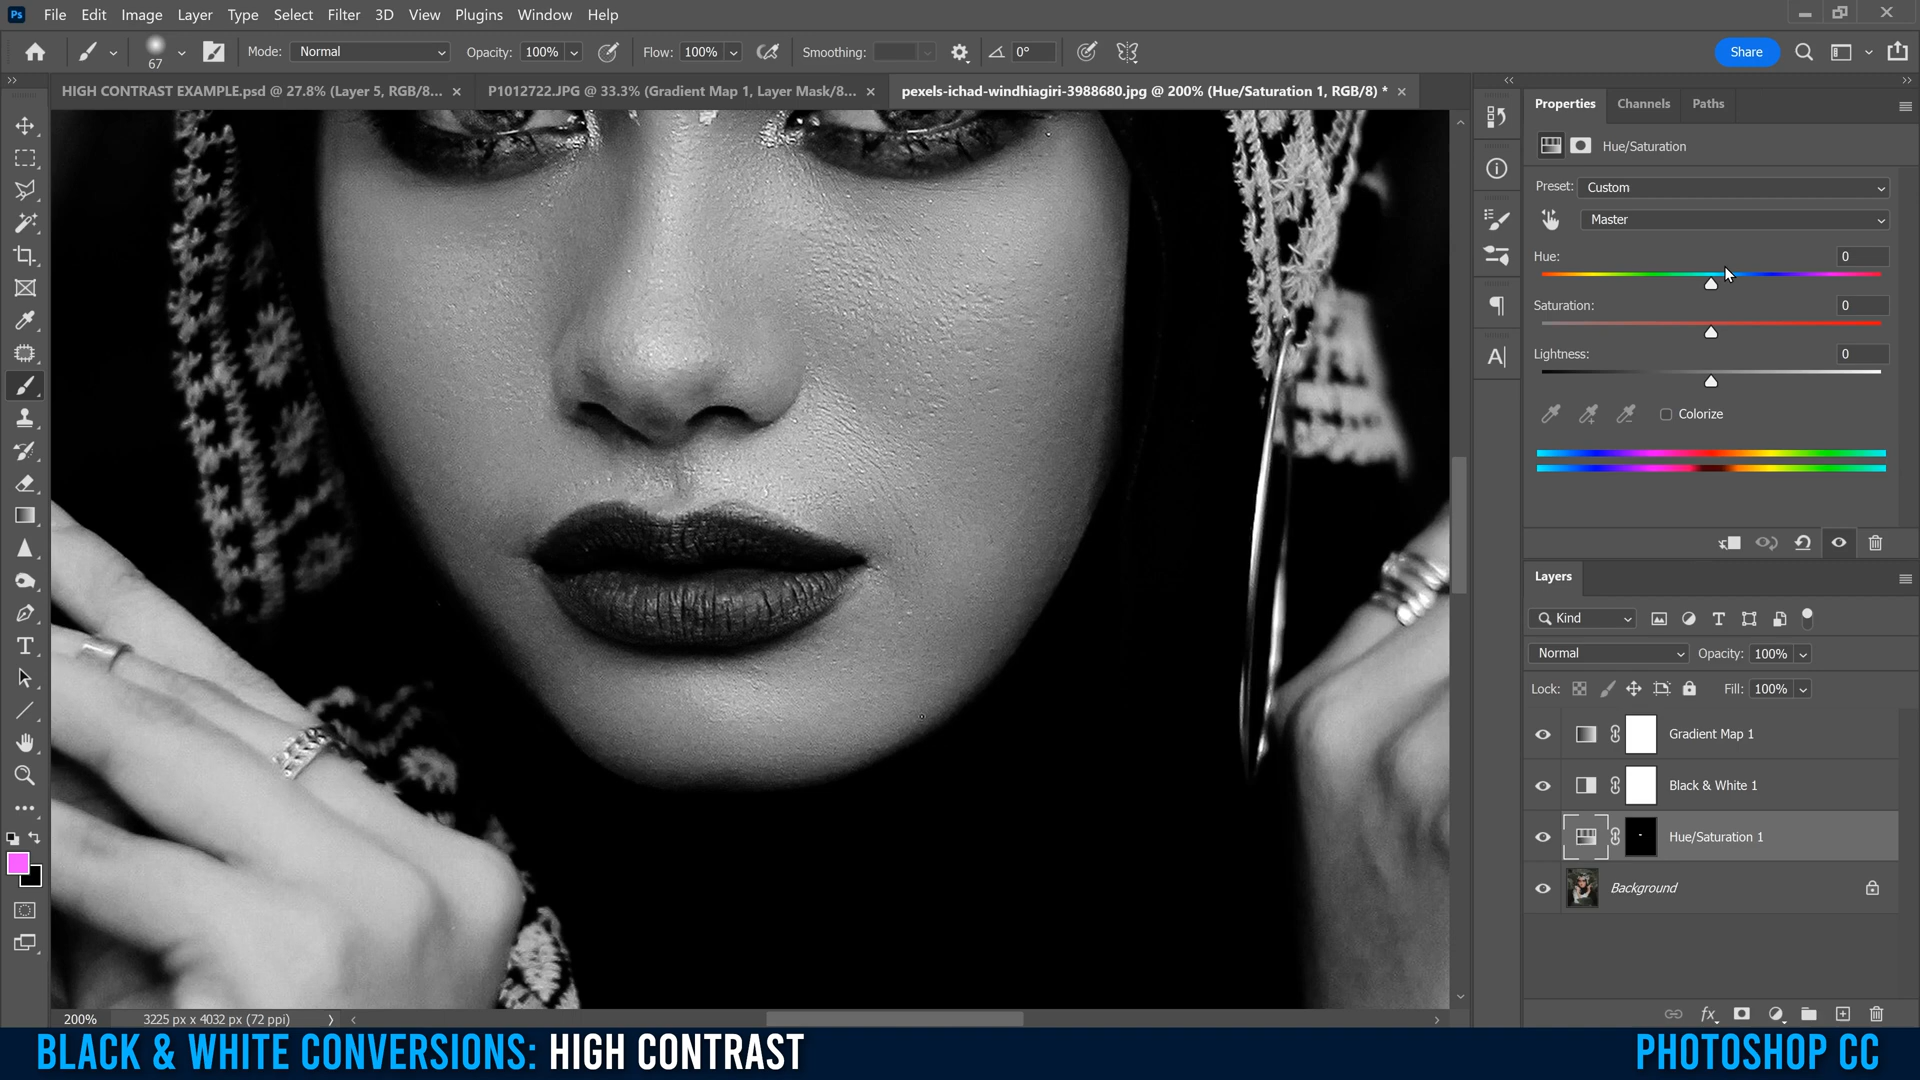 Ps File Edit Image Layer Type Select Filter 3D View Plugins Window Help
67 Mode: Normal Opacity: 100% Flow: 100% Smoothing: 0° Share
HIGH CONTRAST EXAMPLE.psd @ 27.8% (Layer 5, RGB/8... × P1012722.JPG @ 33.3% (Gradient Map 1, Layer Mask/8... × pexels-ichad-windhiagiri-3988680.jpg @ 200% (Hue/Saturation 1, RGB/8) * ×
Properties Channels Paths
Hue/Saturation
Preset: Custom
Master
Hue: 0
Saturation: 0
Lightness: 0
Colorize
Layers
Kind
Normal Opacity: 100%
Lock: Fill: 100%
Gradient Map 1
Black & White 1
Hue/Saturation 1
Background
fx
200% 3225 px x 4032 px (72 ppi)
BLACK & WHITE CONVERSIONS: HIGH CONTRAST PHOTOSHOP CC